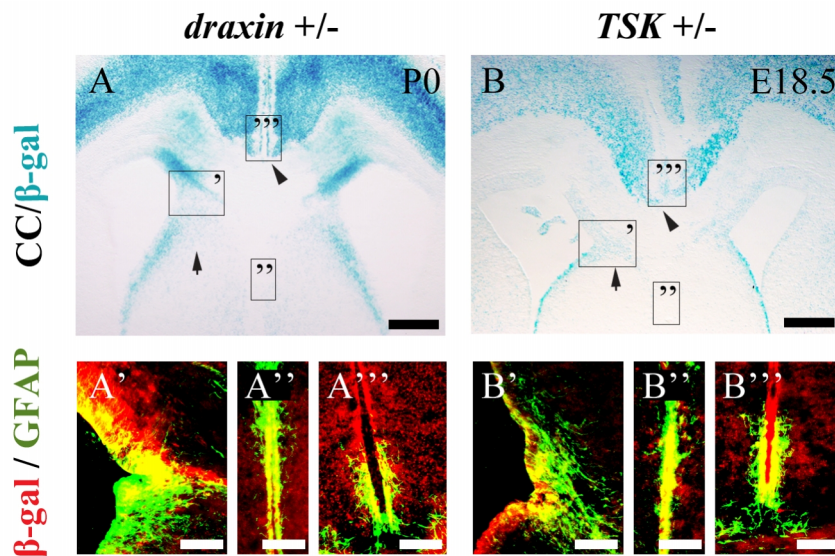 draxin +/-
TSK +/-
CC/β-gal
A
P0
’
’’
’’’
B
E18.5
’
’’
’’’
β-gal / GFAP
A’
A’’
A’’’
B’
B’’
B’’’